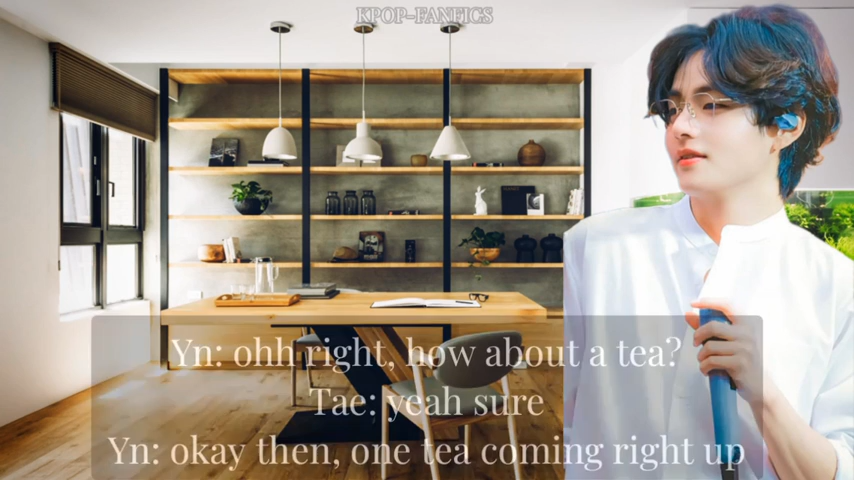 KPOP-FANFICS
Yn: ohh right, how about a tea?
Tae: yeah sure
Yn: okay then, one tea coming right up